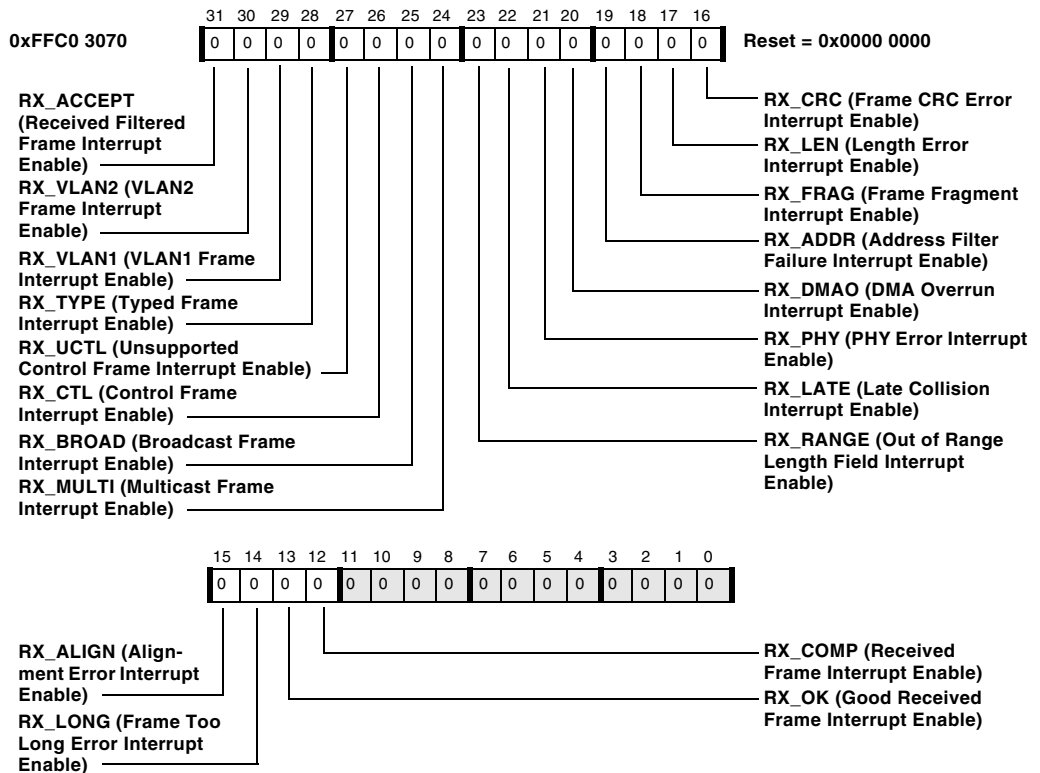 31 30 29 28 27 26 25 24 23 22 21 20 19 18 17 16
0xFFC0 3070
0 0 0 0 0 0 0 0 0 0 0 0 0 0 0 0
Reset = 0x0000 0000
RX_ACCEPT
(Received Filtered
Frame Interrupt
Enable)
RX_VLAN2 (VLAN2
Frame Interrupt
Enable)
RX_VLAN1 (VLAN1 Frame
Interrupt Enable)
RX_TYPE (Typed Frame
Interrupt Enable)
RX_UCTL (Unsupported
Control Frame Interrupt Enable)
RX_CTL (Control Frame
Interrupt Enable)
RX_BROAD (Broadcast Frame
Interrupt Enable)
RX_MULTI (Multicast Frame
Interrupt Enable)
RX_CRC (Frame CRC Error
Interrupt Enable)
RX_LEN (Length Error
Interrupt Enable)
RX_FRAG (Frame Fragment
Interrupt Enable)
RX_ADDR (Address Filter
Failure Interrupt Enable)
RX_DMAO (DMA Overrun
Interrupt Enable)
RX_PHY (PHY Error Interrupt
Enable)
RX_LATE (Late Collision
Interrupt Enable)
RX_RANGE (Out of Range
Length Field Interrupt
Enable)
15 14 13 12 11 10 9 8 7 6 5 4 3 2 1 0
0 0 0 0 0 0 0 0 0 0 0 0 0 0 0 0
RX_ALIGN (Align-
ment Error Interrupt
Enable)
RX_LONG (Frame Too
Long Error Interrupt
Enable)
RX_COMP (Received
Frame Interrupt Enable)
RX_OK (Good Received
Frame Interrupt Enable)